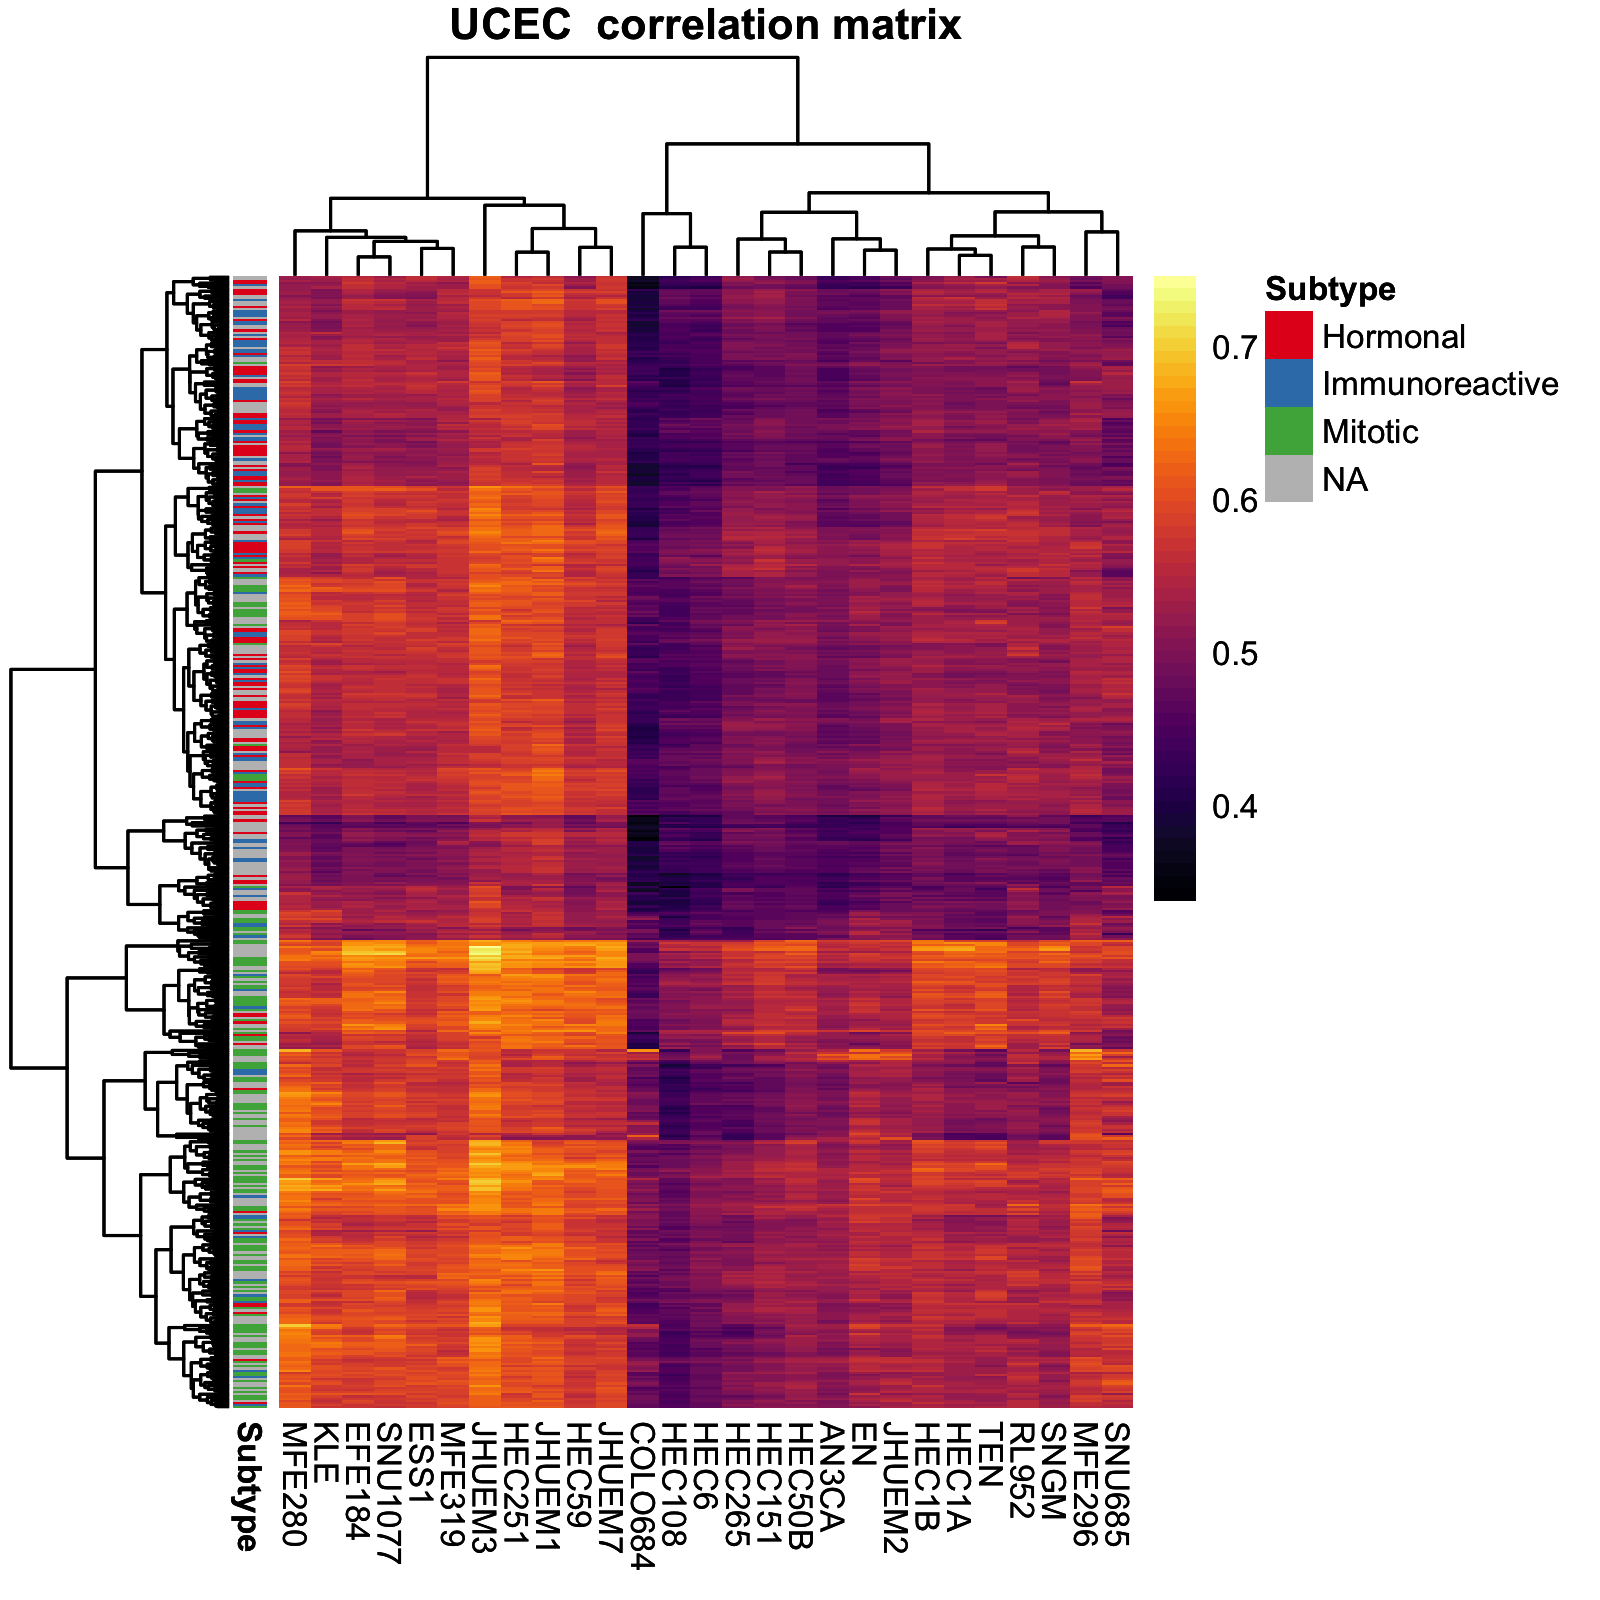 UCEC  correlation matrix
Subtype
Hormonal
Immunoreactive
Mitotic
NA
0.7
0.6
0.5
0.4
Subtype
MFE280
KLE
EFE184
SNU1077
ESS1
MFE319
JHUEM3
HEC251
JHUEM1
HEC59
JHUEM7
COLO684
HEC108
HEC6
HEC265
HEC151
HEC50B
AN3CA
EN
JHUEM2
HEC1B
HEC1A
TEN
RL952
SNGM
MFE296
SNU685